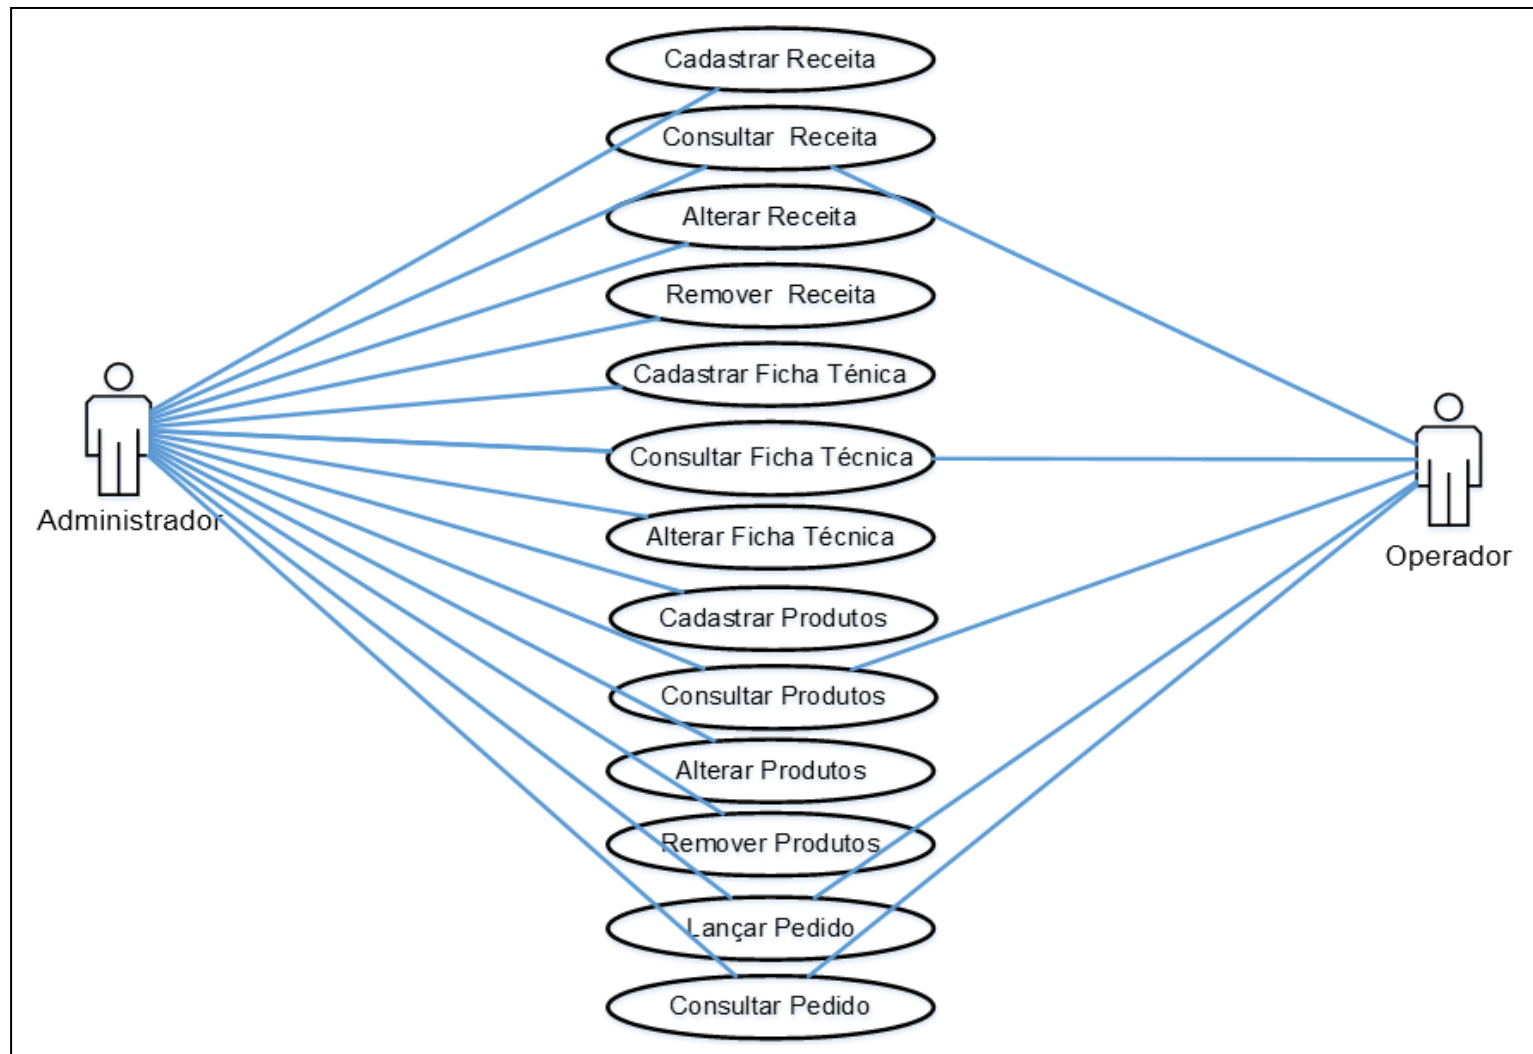 Cadastrar Receita
Consultar Receita
Alterar Receita
Remover Receita
Cadastrar Ficha Ténica
Consultar Ficha Técnica
Alterar Ficha Técnica
Cadastrar Produtos
Consultar Produtos
Alterar Produtos
Remover Produtos
Lançar Pedido
Consultar Pedido
Administrador
Operador